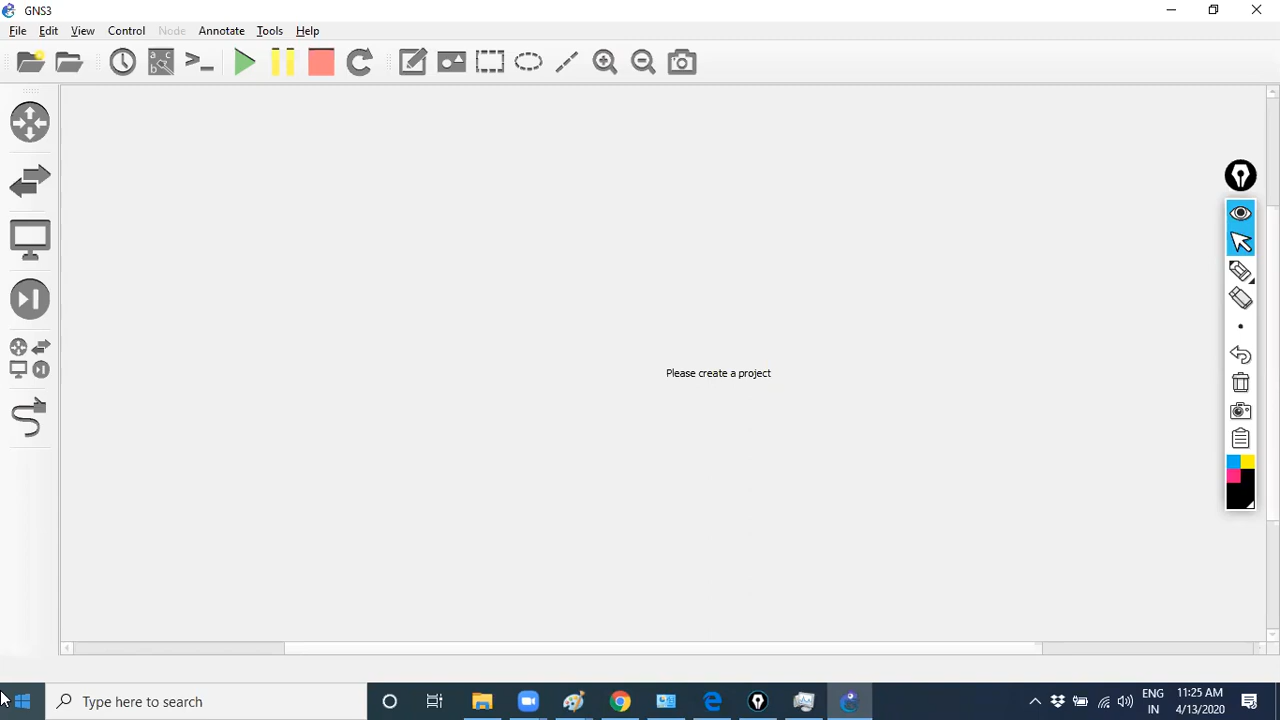 GNS3
File Edit View Control Node Annotate Tools Help
Please create a project
Type here to search
ENG
IN
11:25 AM
4/13/2020